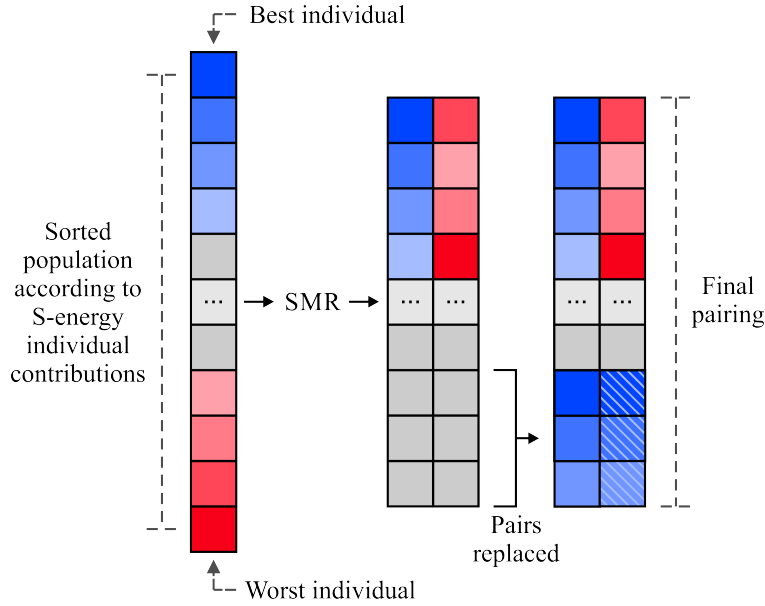 Best individual
Sorted
population
according to
S-energy
individual
contributions
...
SMR
... ...
... ...
Final
pairing
Pairs
replaced
Worst individual